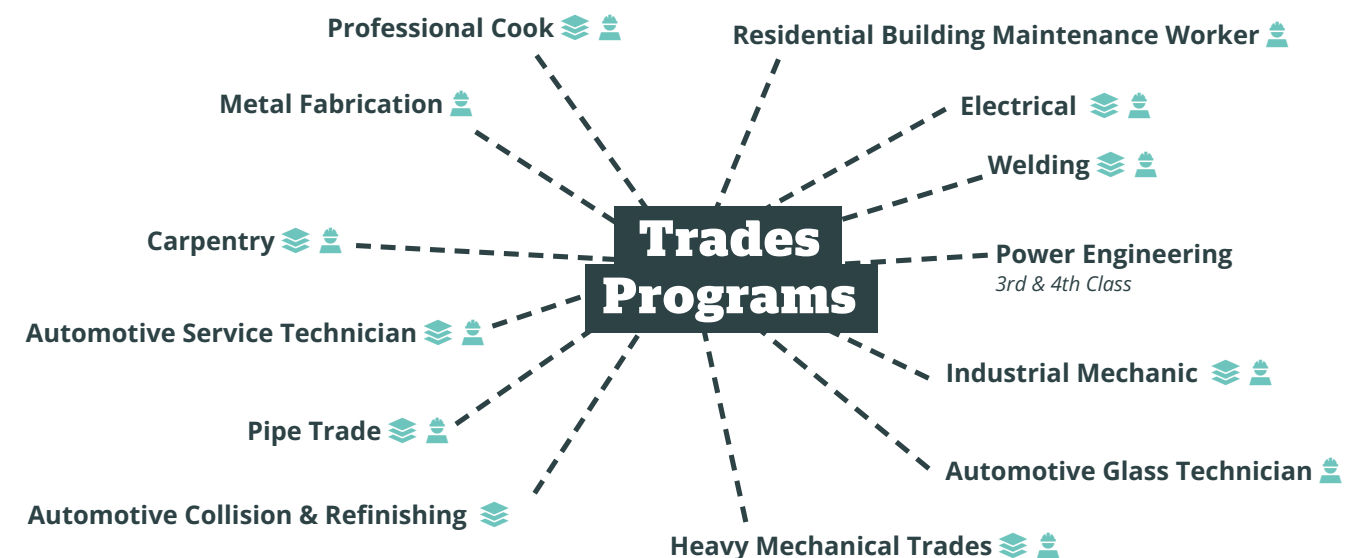 Professional Cook
Residential Building Maintenance Worker
Metal Fabrication
Electrical
Welding
Trades
Programs
Carpentry
Power Engineering
3rd & 4th Class
Automotive Service Technician
Industrial Mechanic
Pipe Trade
Automotive Glass Technician
Automotive Collision & Refinishing
Heavy Mechanical Trades